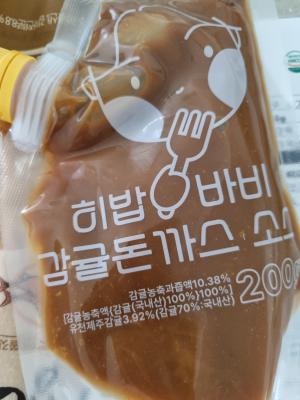 히밥 바비
감귤돈까스 소스
감귤농축과즙액10.38%
[감귤농축액(감귤(국내산)100%)100%]
유천제주감귤3.92%(감귤70%:국내산)
200